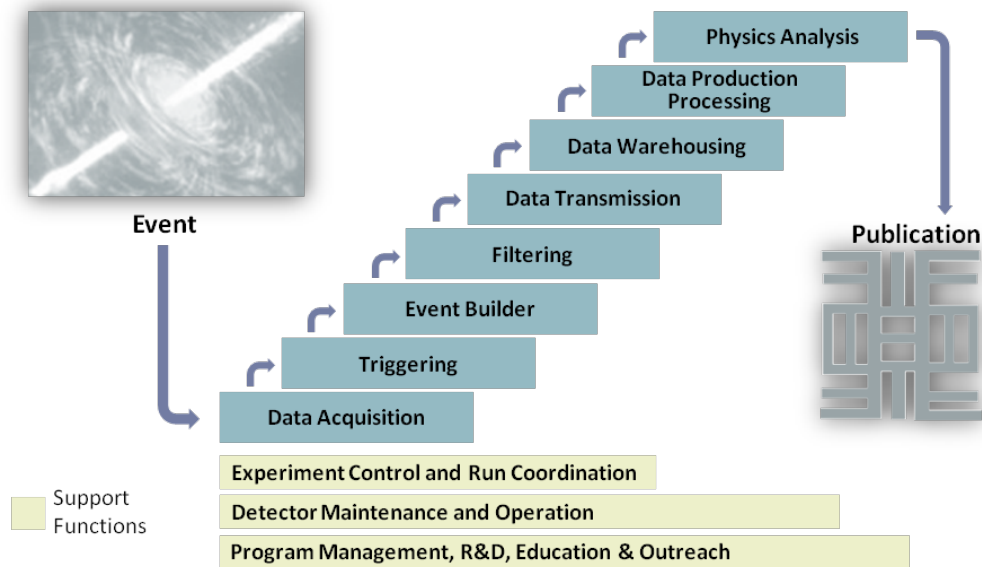 Physics Analysis
Data Production
Processing
Data Warehousing
Data Transmission
Event
Publication
Filtering
Event Builder
Triggering
Data Acquisition
Experiment Control and Run Coordination
Support
Functions
Detector Maintenance and Operation
Program Management, R&D, Education & Outreach